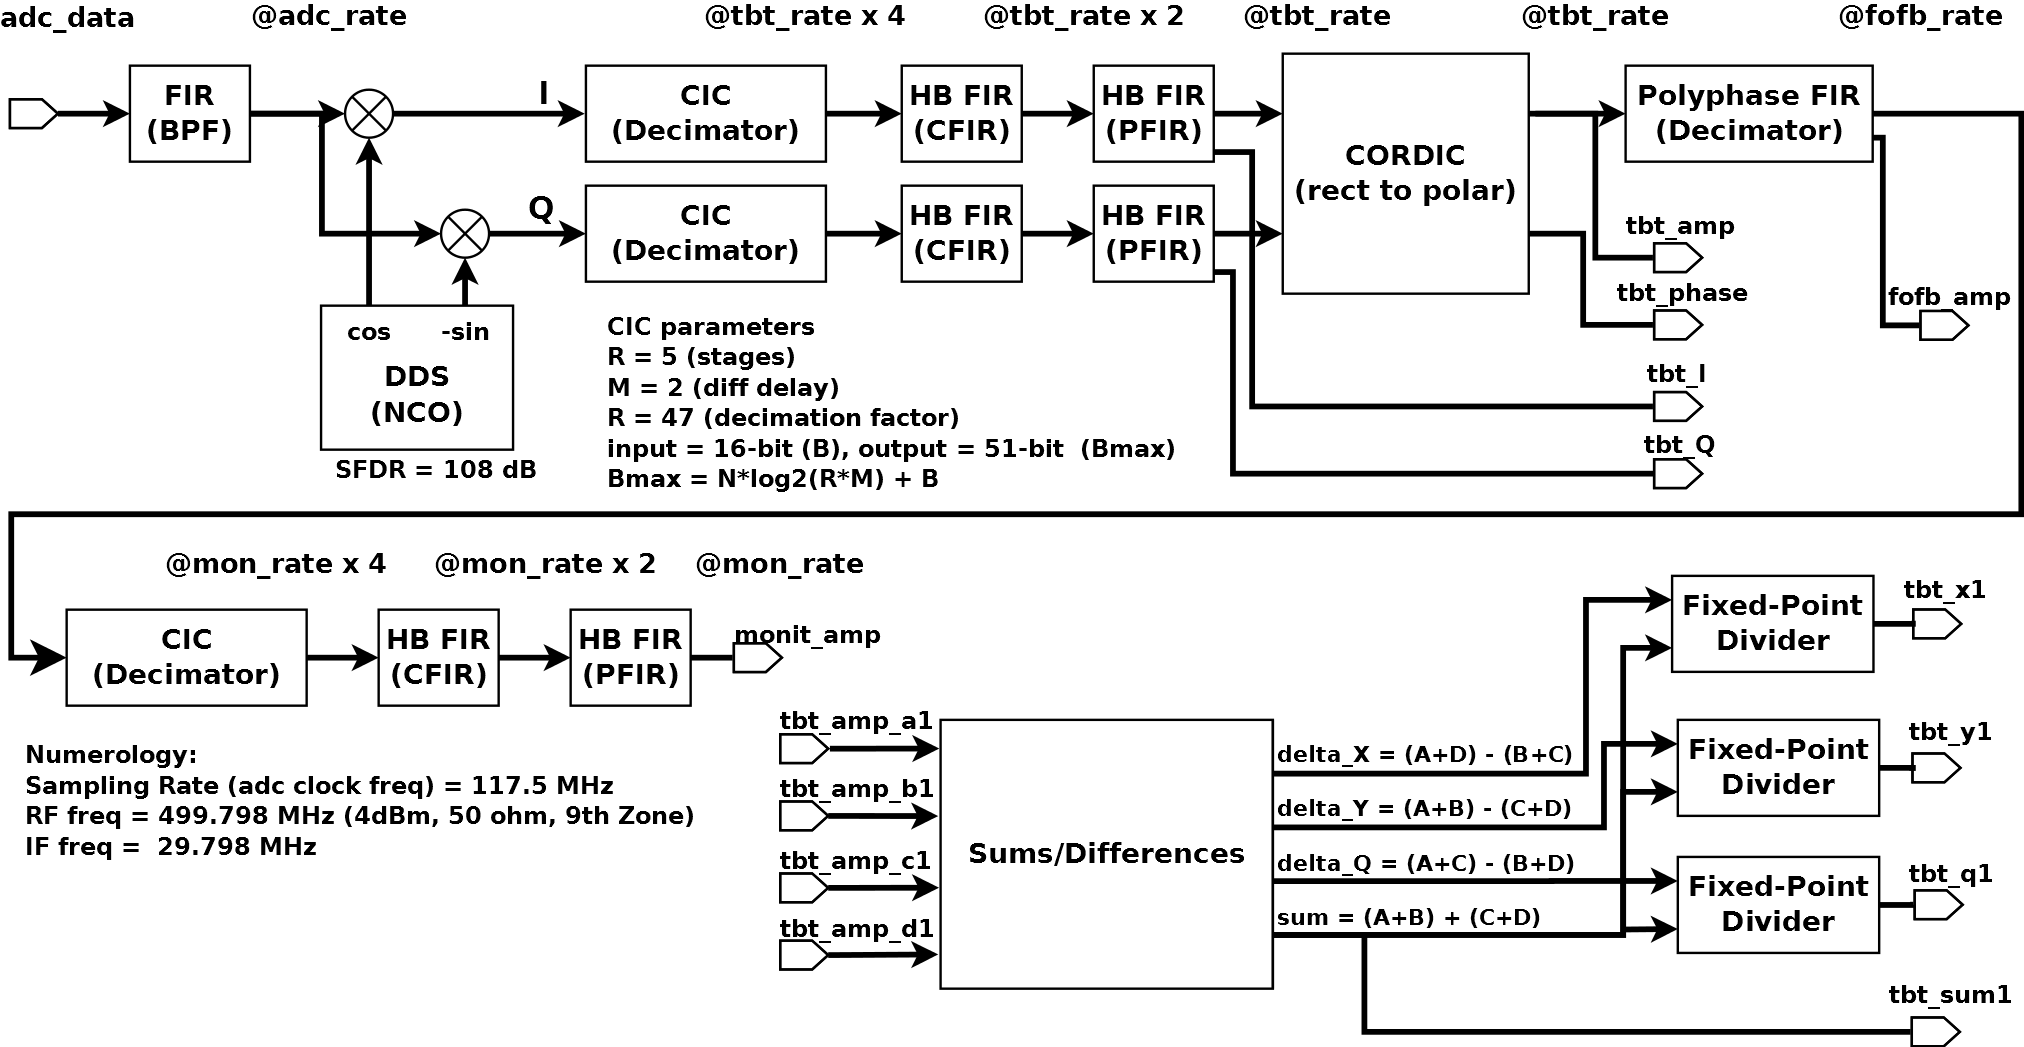 adc_data
@adc_rate
@tbt_rate x 4
@tbt_rate x 2
@tbt_rate
@tbt_rate
@fofb_rate
FIR
(BPF)
I
CIC
(Decimator)
HB FIR
(CFIR)
HB FIR
(PFIR)
CORDIC
(rect to polar)
Polyphase FIR
(Decimator)
Q
CIC
(Decimator)
HB FIR
(CFIR)
HB FIR
(PFIR)
tbt_amp
tbt_phase
fofb_amp
tbt_I
tbt_Q
cos
-sin
DDS
(NCO)
SFDR = 108 dB
CIC parameters
R = 5 (stages)
M = 2 (diff delay)
R = 47 (decimation factor)
input = 16-bit (B), output = 51-bit  (Bmax)
Bmax = N*log2(R*M) + B
@mon_rate x 4
@mon_rate x 2
@mon_rate
CIC
(Decimator)
HB FIR
(CFIR)
HB FIR
(PFIR)
monit_amp
Numerology:
Sampling Rate (adc clock freq) = 117.5 MHz
RF freq = 499.798 MHz (4dBm, 50 ohm, 9th Zone)
IF freq =  29.798 MHz
tbt_amp_a1
tbt_amp_b1
tbt_amp_c1
tbt_amp_d1
Sums/Differences
delta_X = (A+D) - (B+C)
delta_Y = (A+B) - (C+D)
delta_Q = (A+C) - (B+D)
sum = (A+B) + (C+D)
Fixed-Point
Divider
tbt_x1
Fixed-Point
Divider
tbt_y1
Fixed-Point
Divider
tbt_q1
tbt_sum1